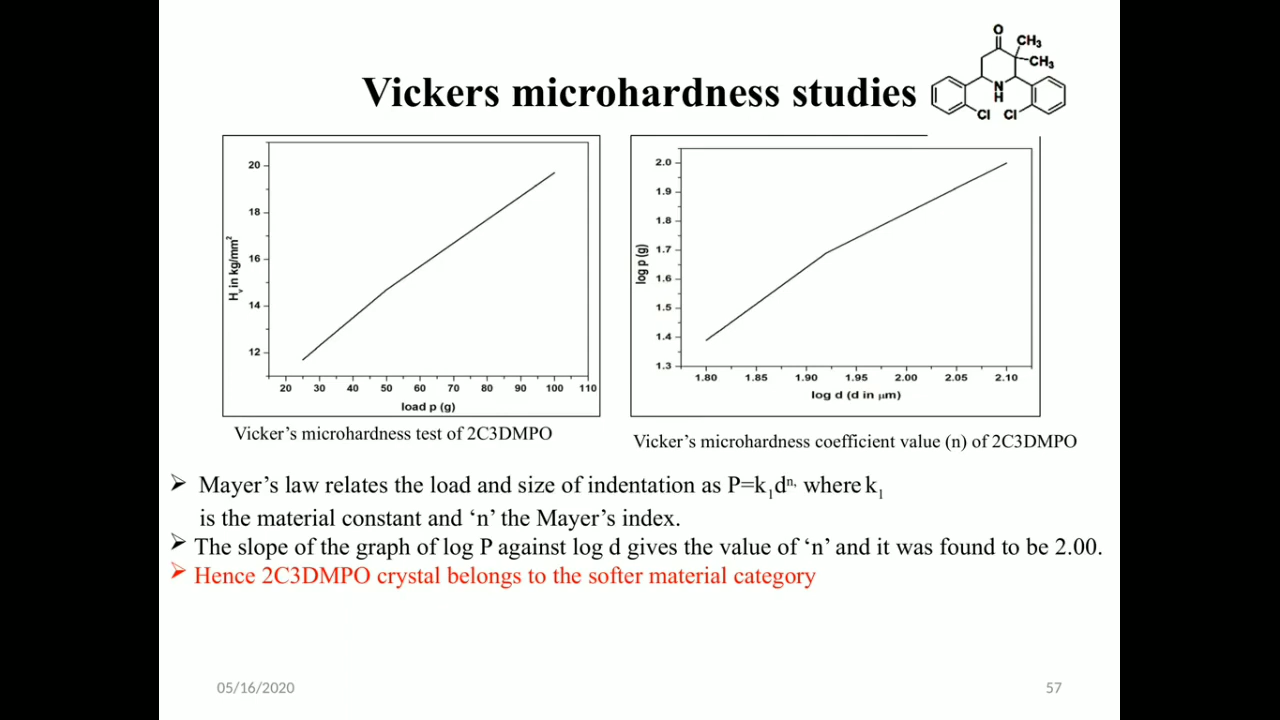 Vickers microhardness studies
O
CH₃
CH₃
N
H
Cl Cl
20
18
16
14
12
Hv in kg/mm²
20 30 40 50 60 70 80 90 100 110
load p (g)
2.0
1.9
1.8
1.7
1.6
1.5
1.4
1.3
log p (g)
1.80 1.85 1.90 1.95 2.00 2.05 2.10
log d (d in μm)
Vicker’s microhardness test of 2C3DMPO
Vicker’s microhardness coefficient value (n) of 2C3DMPO
➢ Mayer’s law relates the load and size of indentation as P=k₁dⁿ, where k₁
is the material constant and ‘n’ the Mayer’s index.
➢ The slope of the graph of log P against log d gives the value of ‘n’ and it was found to be 2.00.
➢ Hence 2C3DMPO crystal belongs to the softer material category
05/16/2020
57